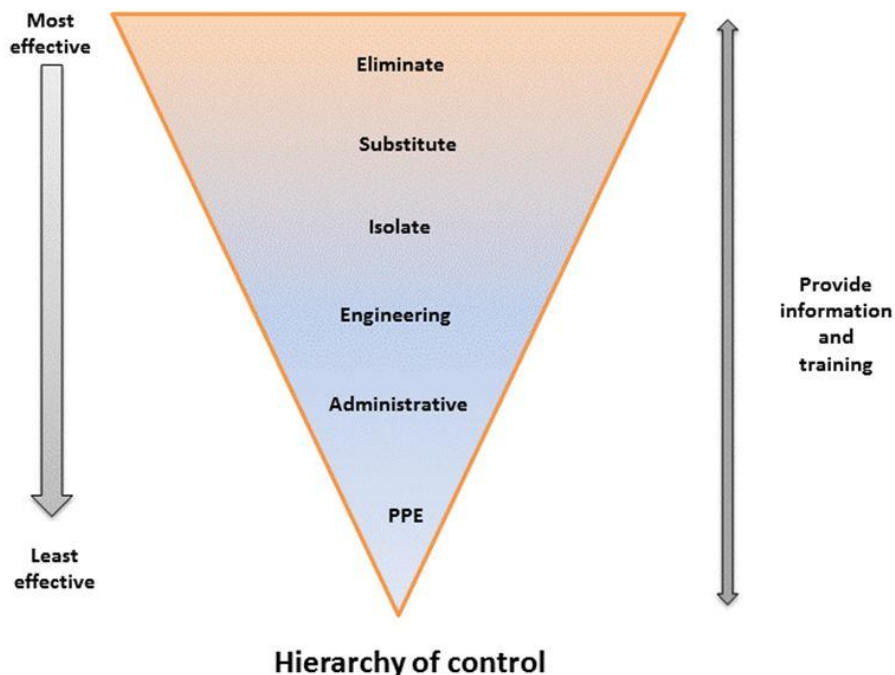 Most
effective
Eliminate
Substitute
Isolate
Engineering
Administrative
PPE
Least
effective
Provide
information
and
training
Hierarchy of control